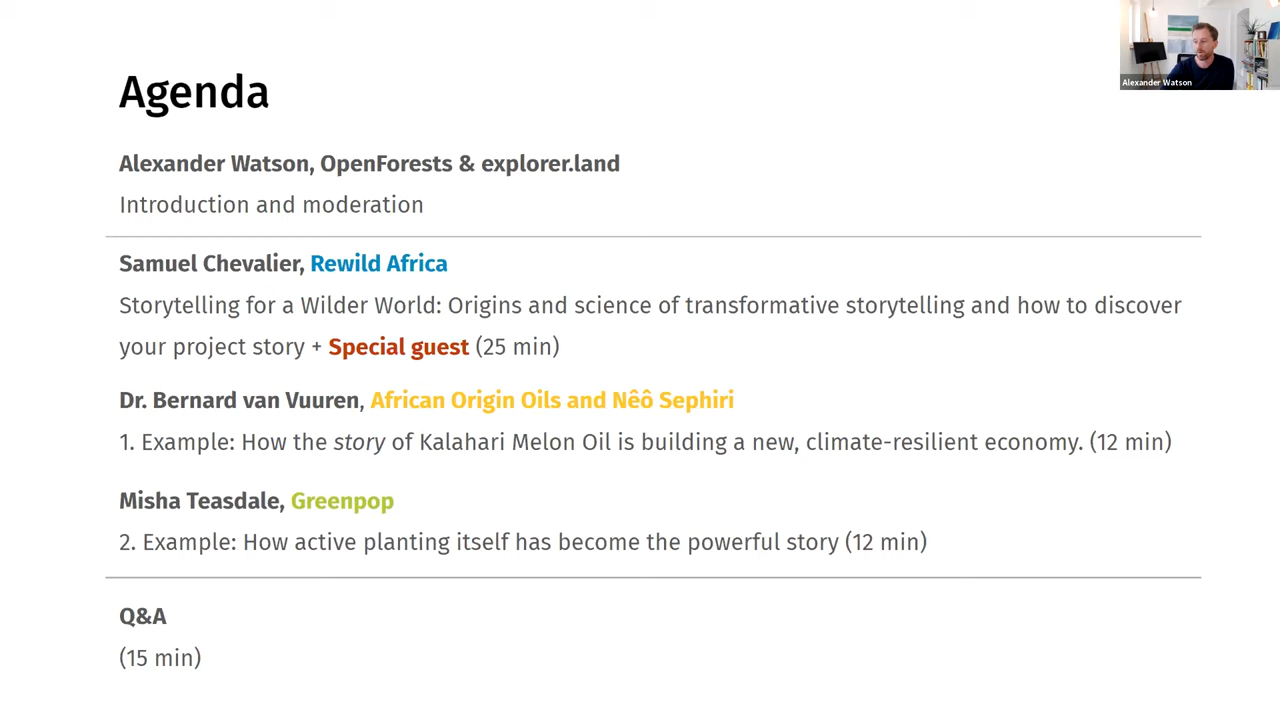 Alexander Watson
Agenda
Alexander Watson, OpenForests & explorer.land
Introduction and moderation
Samuel Chevalier, Rewild Africa
Storytelling for a Wilder World: Origins and science of transformative storytelling and how to discover
your project story + Special guest (25 min)
Dr. Bernard van Vuuren, African Origin Oils and Nêô Sephiri
1. Example: How the story of Kalahari Melon Oil is building a new, climate-resilient economy. (12 min)
Misha Teasdale, Greenpop
2. Example: How active planting itself has become the powerful story (12 min)
Q&A
(15 min)